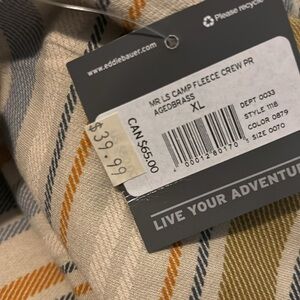 Please recycle
www.eddiebauer.com
MR LS CAMP FLEECE CREW PR
AGEDBRASS
XL
DEPT 0033
STYLE 1118
COLOR 0879
SIZE 0070
CAN $65.00
$39.99
LIVE YOUR ADVENTU